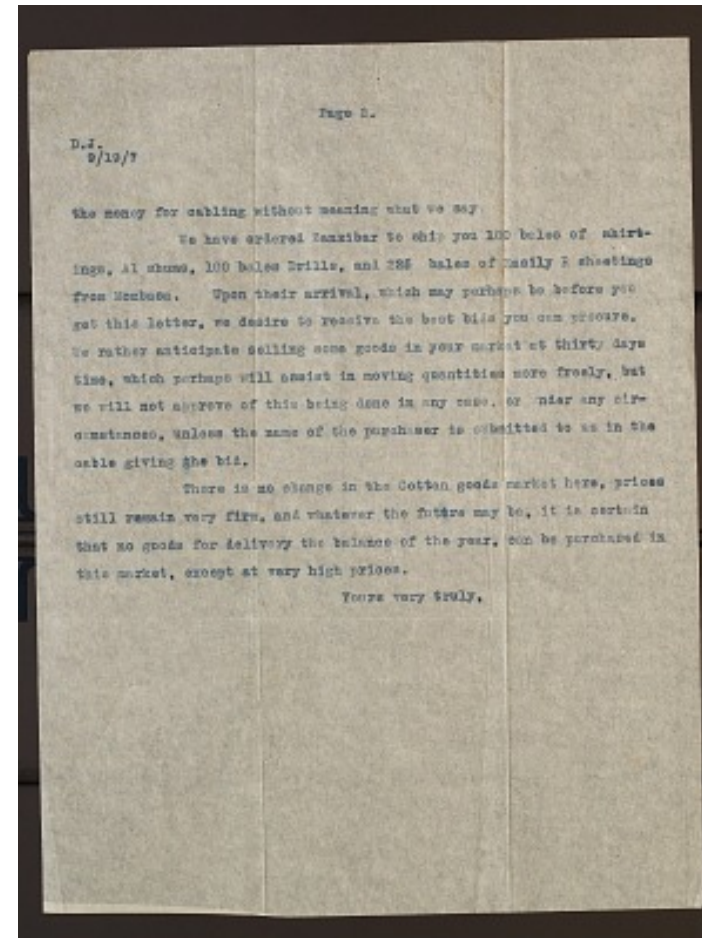 Page 2.
D.J.
9/19/7
the money for cabling without meaning what we say.
We have ordered Zanzibar to ship you 100 bales of shirt-
ings, A1 shums, 100 bales Drills, and 285 bales of R sheetings
from Mombasa. Upon their arrival, which may perhaps be before you
get this letter, we desire to receive the best bids you can procure.
We rather anticipate selling some goods in your market at thirty days
time, which perhaps will assist in moving quantities more freely, but
we will not approve of this being done in any case, or under any cir-
cumstances, unless the name of the purchaser is submitted to us in the
cable giving the bid.
There is no change in the Cotton goods market here, prices
still remain very firm, and whatever the future may be, it is certain
that no goods for delivery the balance of the year, can be purchased in
this market, except at very high prices.
Yours very truly,